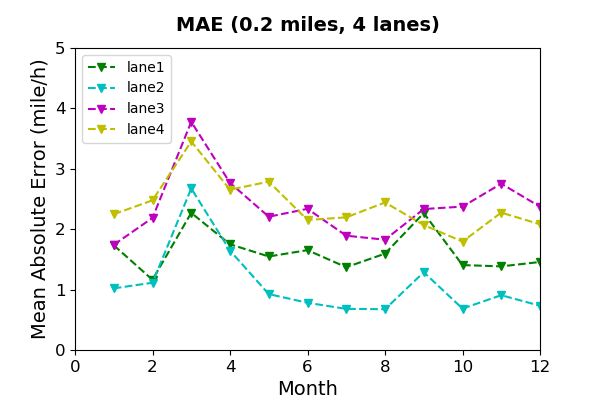 MAE (0.2 miles, 4 lanes)
Mean Absolute Error (mile/h)
5
4
3
2
1
0
lane1
lane2
lane3
lane4
0 2 4 6 8 10 12
Month